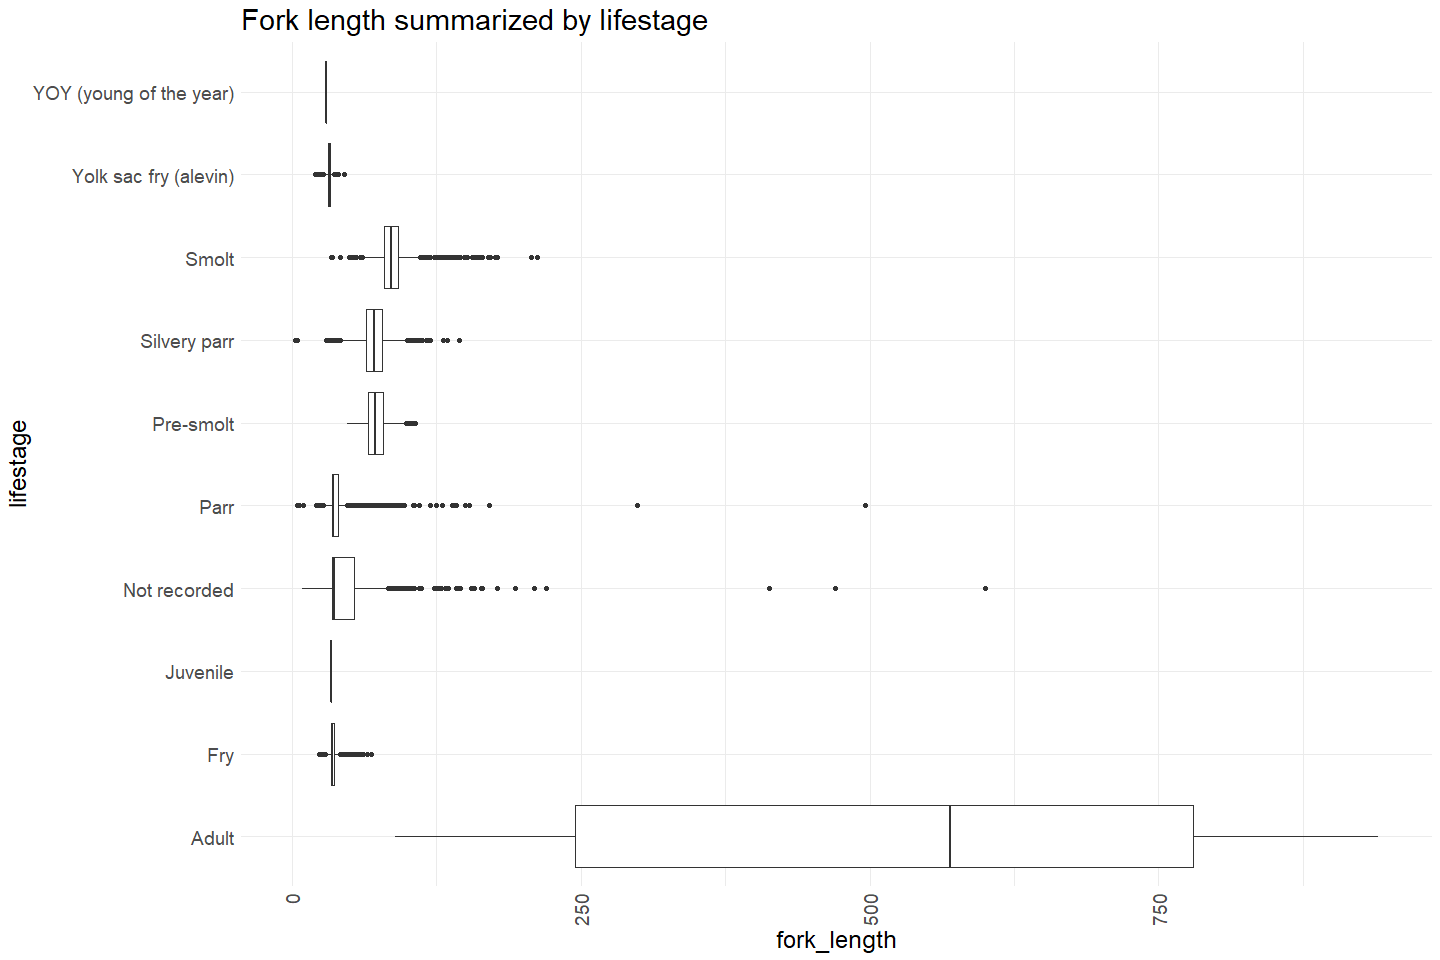 Fork length summarized by lifestage
YOY (young of the year)
Yolk sac fry (alevin)
Smolt
Silvery parr
Pre-smolt
Parr
Not recorded
Juvenile
Fry
Adult
lifestage
0
250
500
750
fork_length